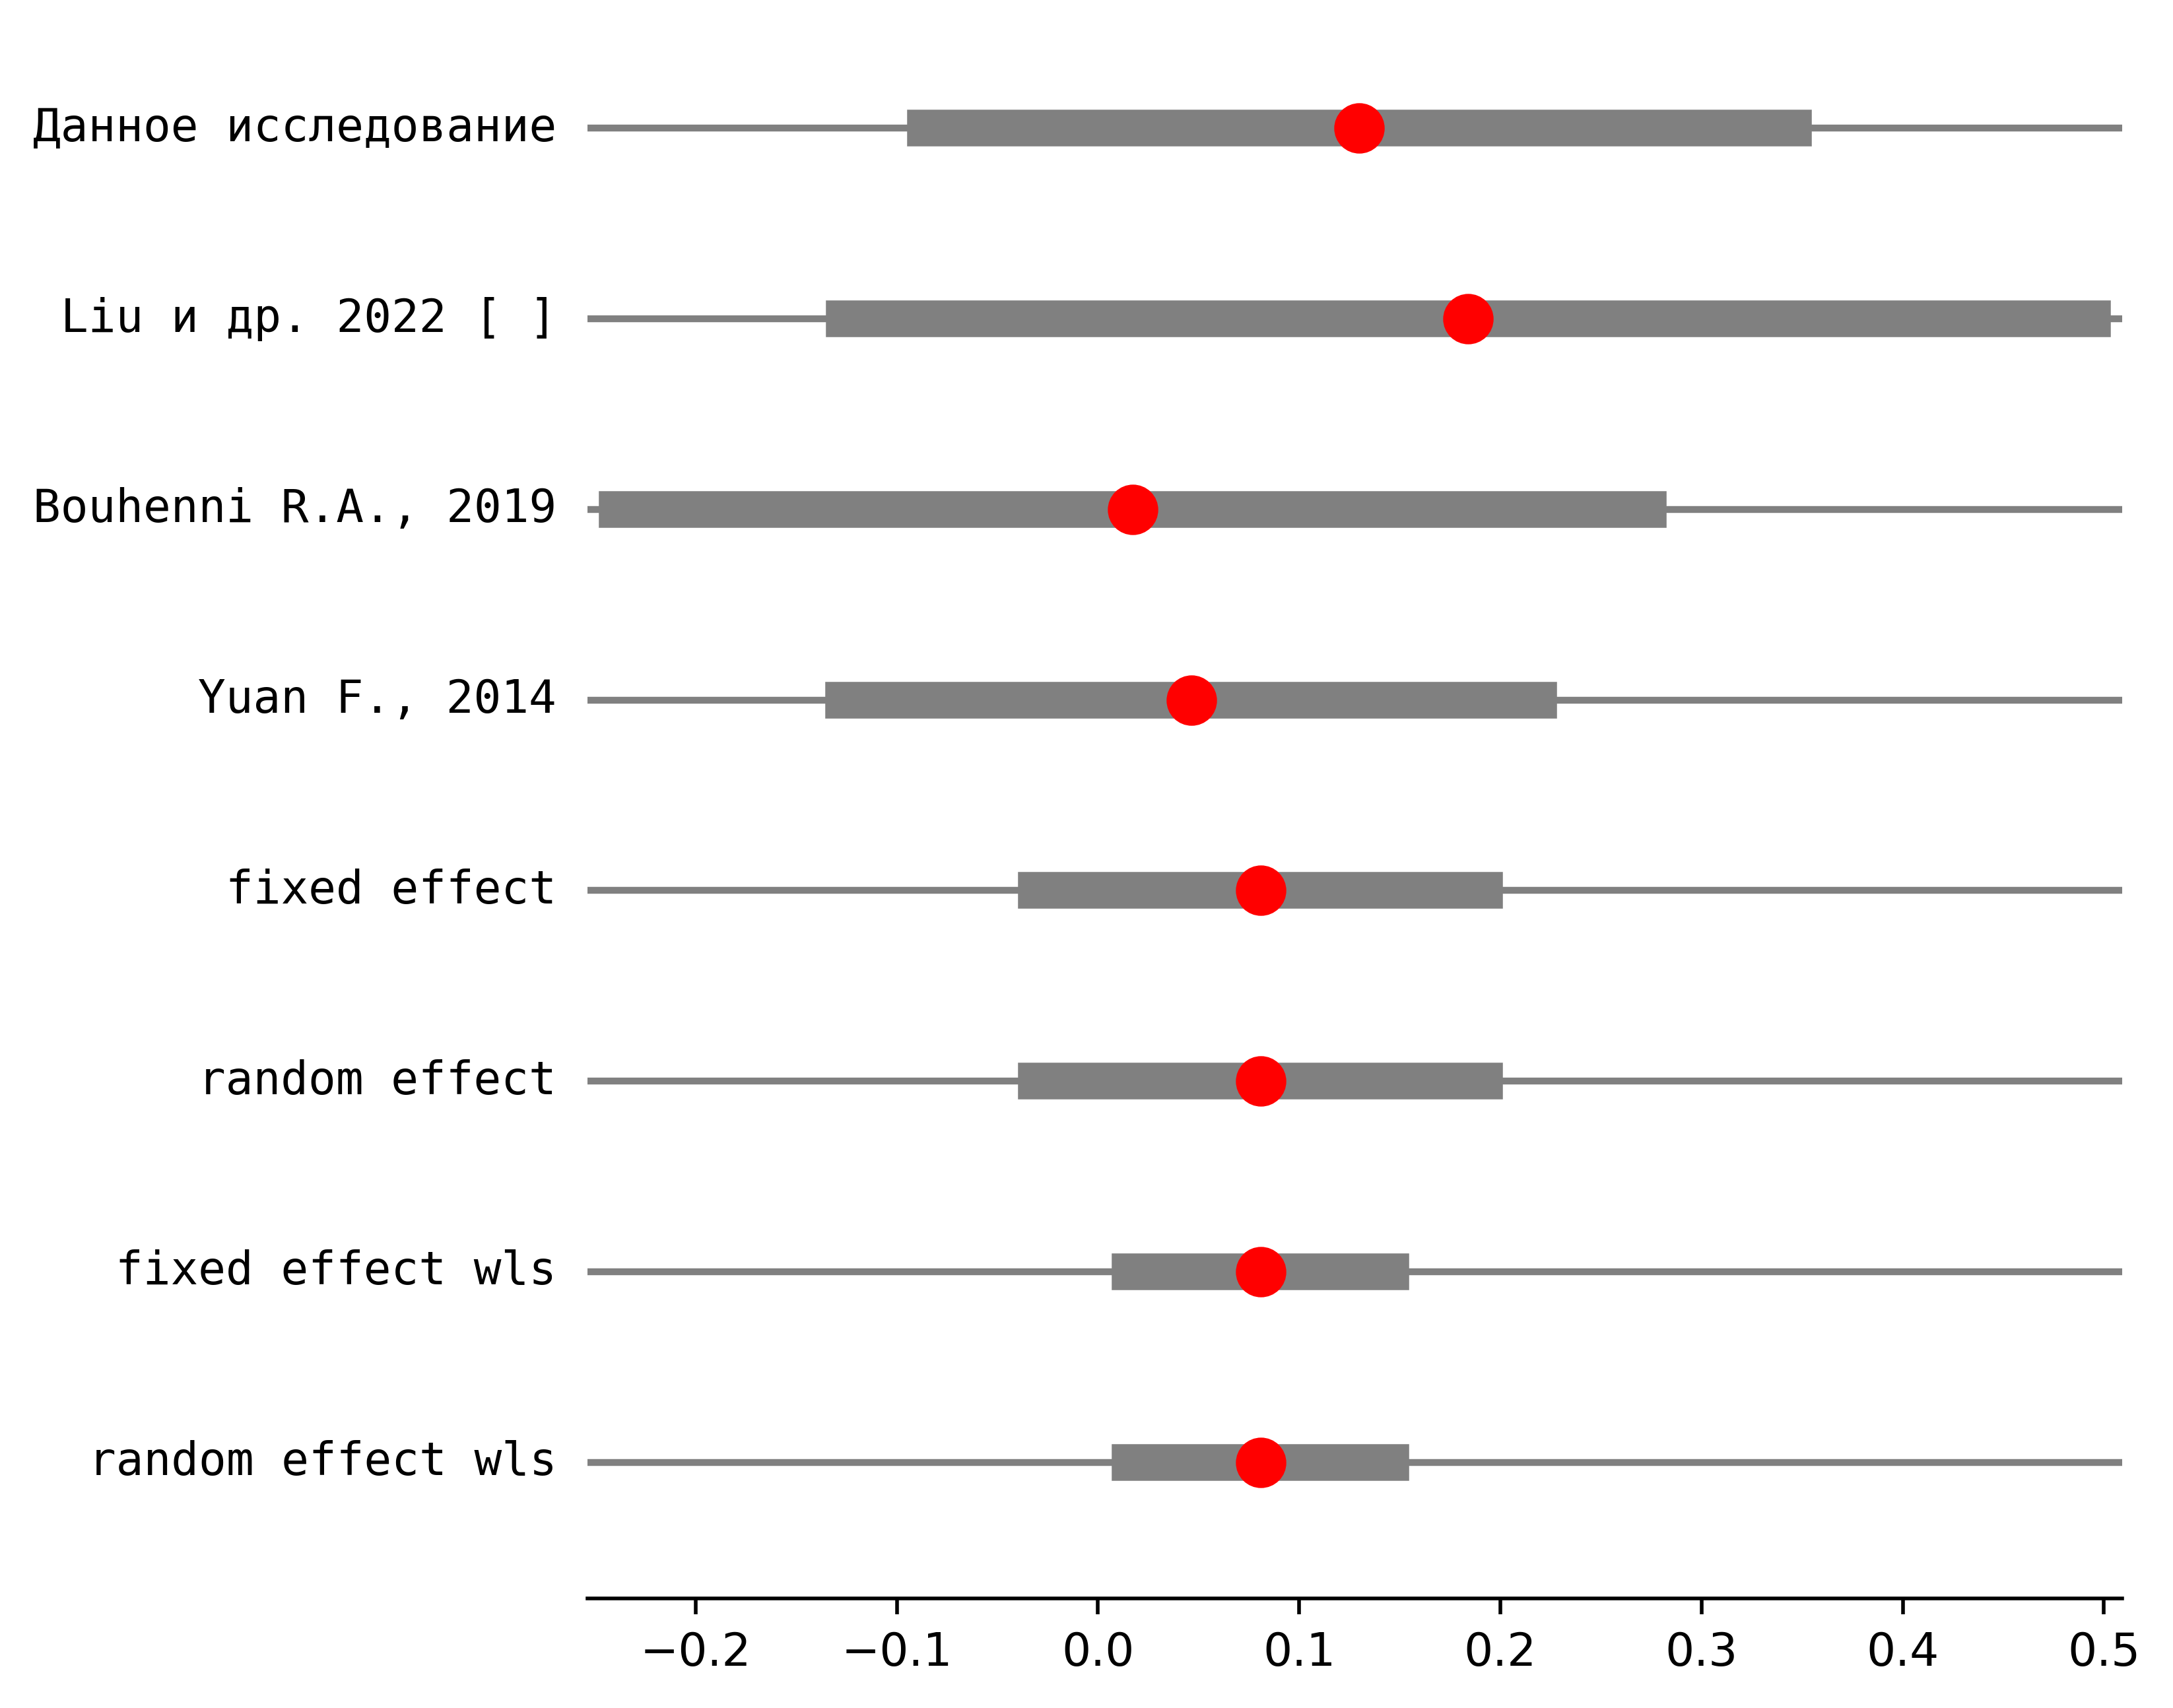 Данное исследование
Liu и др. 2022 [ ]
Bouhenni R.A., 2019
Yuan F., 2014
fixed effect
random effect
fixed effect wls
random effect wls
−0.2 −0.1 0.0 0.1 0.2 0.3 0.4 0.5